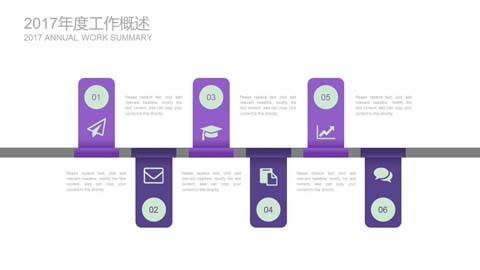 2017年度工作概述
2017 ANNUAL WORK SUMMARY
01
Please replace text, click add
relevant headline, modify the
text content, also can copy your
content to this directly.
03
Please replace text, click add
relevant headline, modify the
text content, also can copy your
content to this directly.
05
Please replace text, click add
relevant headline, modify the
text content, also can copy your
content to this directly.
Please replace text, click add
relevant headline, modify the
text content, also can copy your
content to this directly.
02
Please replace text, click add
relevant headline, modify the
text content, also can copy your
content to this directly.
04
Please replace text, click add
relevant headline, modify the
text content, also can copy your
content to this directly.
06